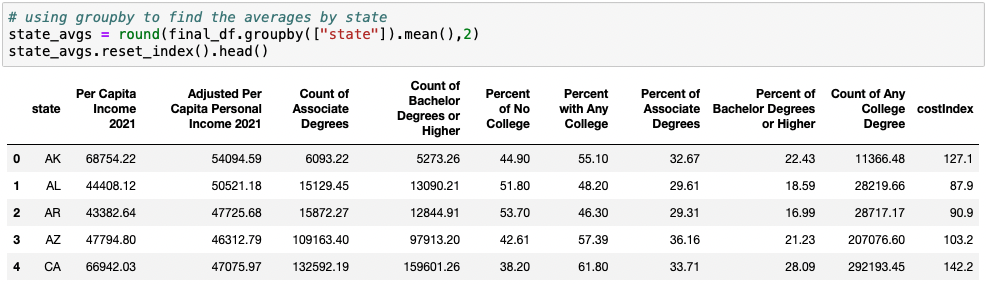 # using groupby to find the averages by state
state_avgs = round(final_df.groupby(["state"]).mean(),2)
state_avgs.reset_index().head()
state Per Capita Income 2021 Adjusted Per Capita Personal Income 2021 Count of Associate Degrees Count of Bachelor Degrees or Higher Percent of No College Percent with Any College Percent of Associate Degrees Percent of Bachelor Degrees or Higher Count of Any College Degree costIndex
0 AK 68754.22 54094.59 6093.22 5273.26 44.90 55.10 32.67 22.43 11366.48 127.1
1 AL 44408.12 50521.18 15129.45 13090.21 51.80 48.20 29.61 18.59 28219.66 87.9
2 AR 43382.64 47725.68 15872.27 12844.91 53.70 46.30 29.31 16.99 28717.17 90.9
3 AZ 47794.80 46312.79 109163.40 97913.20 42.61 57.39 36.16 21.23 207076.60 103.2
4 CA 66942.03 47075.97 132592.19 159601.26 38.20 61.80 33.71 28.09 292193.45 142.2